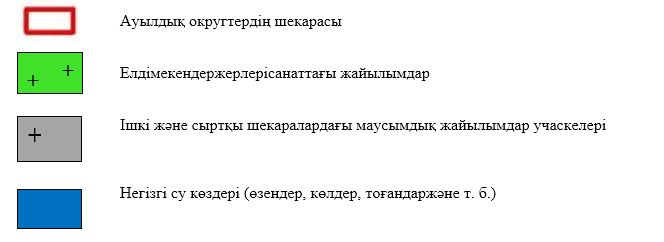 Ауылдық округтердің шекарасы
Елдімекендержерлерісанаттағы жайылымдар
Ішкі және сыртқы шекаралардағы маусымдық жайылымдар учаскелері
Негізгі су көздері (өзендер, көлдер, тоғандаржәне т. б.)